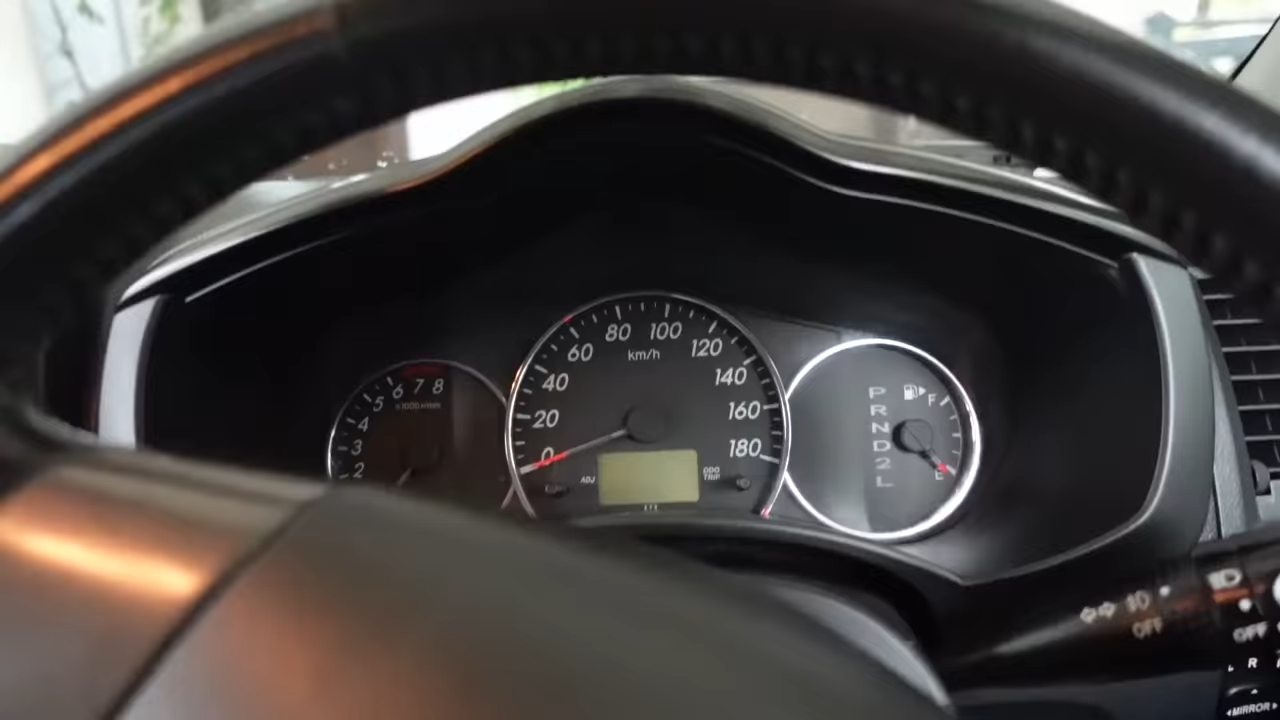 2
3
4
5
6
7
8
x1000 r/min
0
20
40
60
80
100
120
140
160
180
km/h
ADJ
ODO
TRIP
P
R
N
D
2
L
F
E
OFF
OFF
L R
MIRROR